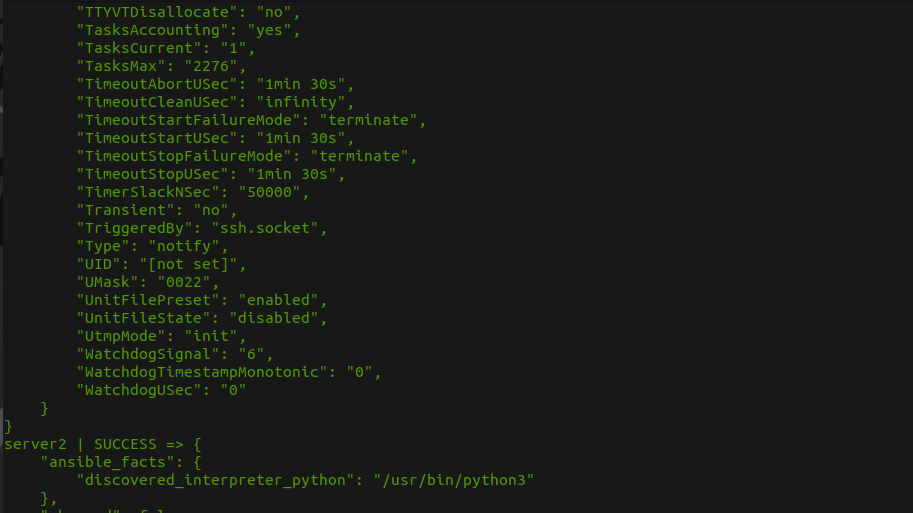 "TTYVTDisallocate": "no",
        "TasksAccounting": "yes",
        "TasksCurrent": "1",
        "TasksMax": "2276",
        "TimeoutAbortUSec": "1min 30s",
        "TimeoutCleanUSec": "infinity",
        "TimeoutStartFailureMode": "terminate",
        "TimeoutStartUSec": "1min 30s",
        "TimeoutStopFailureMode": "terminate",
        "TimeoutStopUSec": "1min 30s",
        "TimerSlackNSec": "50000",
        "Transient": "no",
        "TriggeredBy": "ssh.socket",
        "Type": "notify",
        "UID": "[not set]",
        "UMask": "0022",
        "UnitFilePreset": "enabled",
        "UnitFileState": "disabled",
        "UtmpMode": "init",
        "WatchdogSignal": "6",
        "WatchdogTimestampMonotonic": "0",
        "WatchdogUSec": "0"
    }
}
server2 | SUCCESS => {
    "ansible_facts": {
        "discovered_interpreter_python": "/usr/bin/python3"
    },